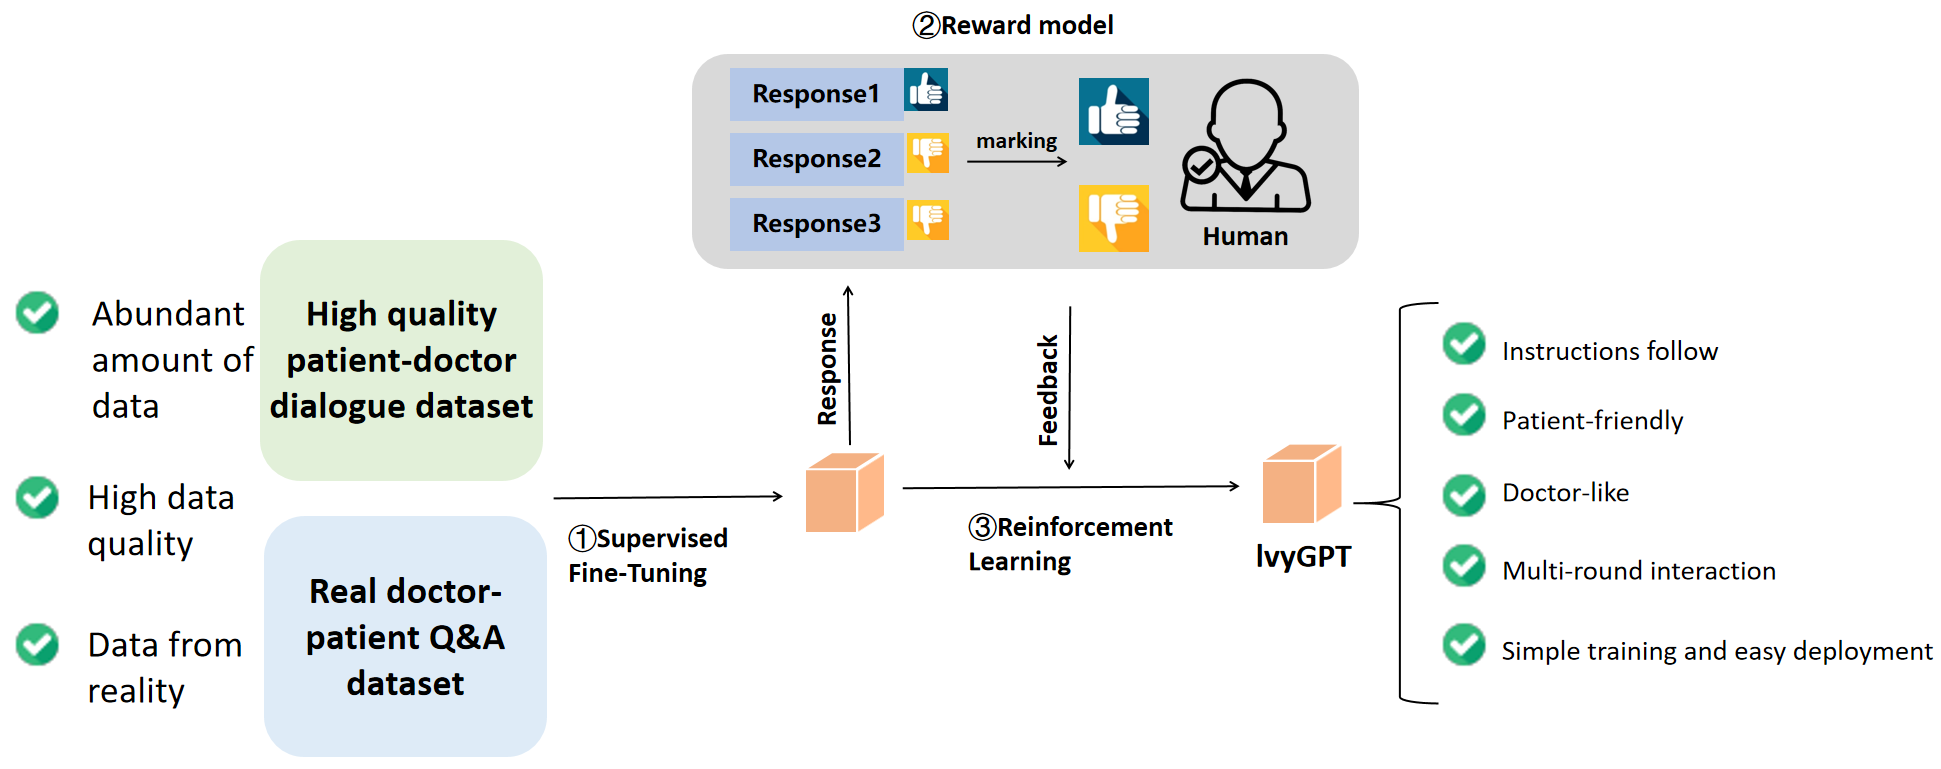 ②Reward model
Response1
Response2
Response3
marking
Human
Abundant
amount of
data
High data
quality
Data from
reality
High quality
patient-doctor
dialogue dataset
Real doctor-
patient Q&A
dataset
①Supervised
Fine-Tuning
Response
Feedback
③Reinforcement
Learning
IvyGPT
Instructions follow
Patient-friendly
Doctor-like
Multi-round interaction
Simple training and easy deployment